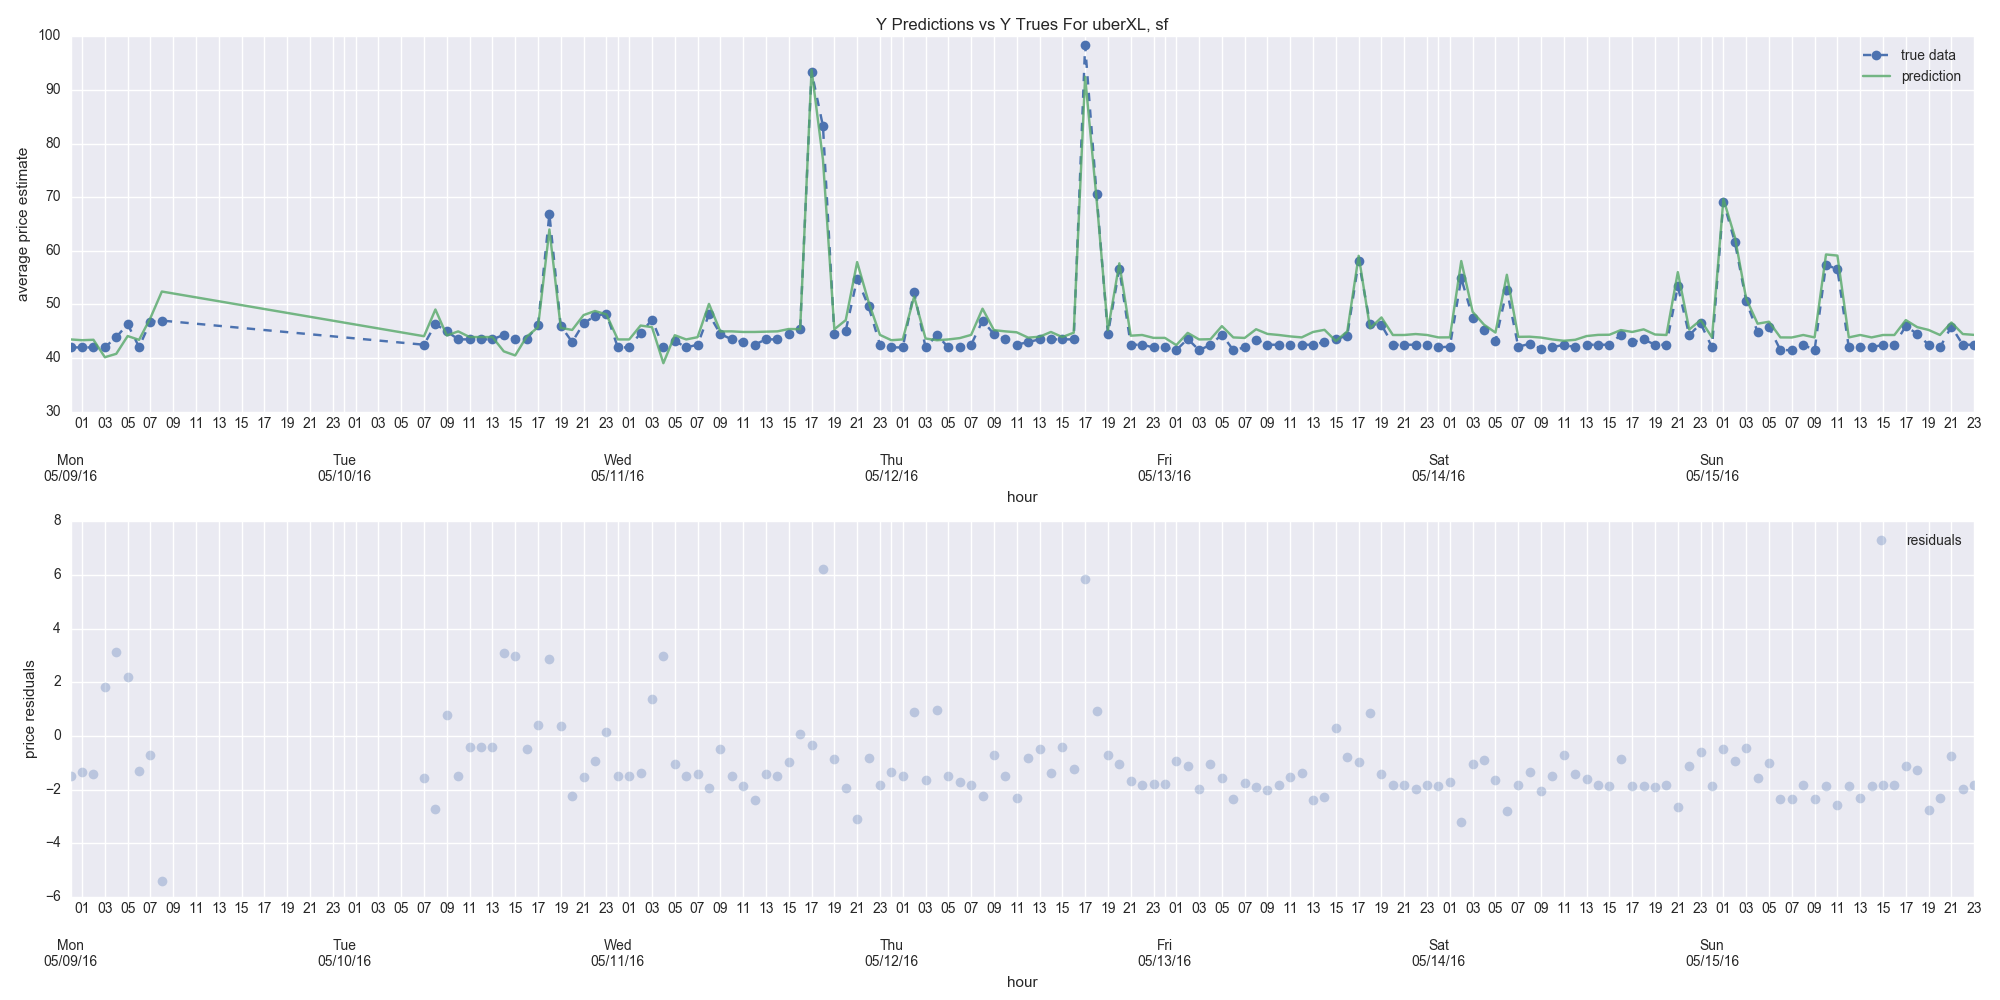 Y Predictions vs Y Trues For uberXL, sf
100
90
80
70
60
50
40
30
average price estimate
true data
prediction
01 03 05 07 09 11 13 15 17 19 21 23 01 03 05 07 09 11 13 15 17 19 21 23 01 03 05 07 09 11 13 15 17 19 21 23 01 03 05 07 09 11 13 15 17 19 21 23 01 03 05 07 09 11 13 15 17 19 21 23 01 03 05 07 09 11 13 15 17 19 21 23 01 03 05 07 09 11 13 15 17 19 21 23
Mon Tue Wed Thu Fri Sat Sun
05/09/16 05/10/16 05/11/16 05/12/16 05/13/16 05/14/16 05/15/16
hour
8
6
4
2
0
−2
−4
−6
price residuals
residuals
01 03 05 07 09 11 13 15 17 19 21 23 01 03 05 07 09 11 13 15 17 19 21 23 01 03 05 07 09 11 13 15 17 19 21 23 01 03 05 07 09 11 13 15 17 19 21 23 01 03 05 07 09 11 13 15 17 19 21 23 01 03 05 07 09 11 13 15 17 19 21 23 01 03 05 07 09 11 13 15 17 19 21 23
Mon Tue Wed Thu Fri Sat Sun
05/09/16 05/10/16 05/11/16 05/12/16 05/13/16 05/14/16 05/15/16
hour